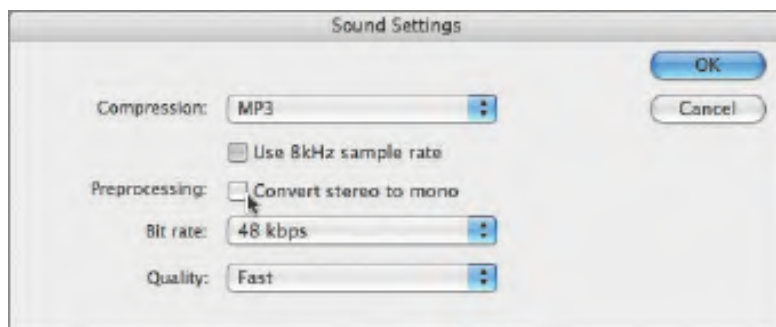 Sound Settings
OK
Compression: MP3
Cancel
Use 8kHz sample rate
Preprocessing: Convert stereo to mono
Bit rate: 48 kbps
Quality: Fast